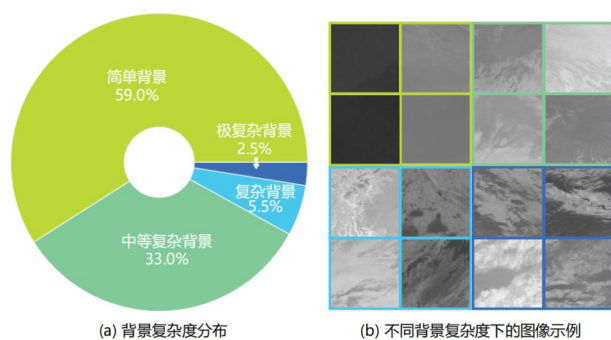 简单背景
59.0%
极复杂背景
2.5%
复杂背景
5.5%
中等复杂背景
33.0%
(a) 背景复杂度分布
(b) 不同背景复杂度下的图像示例